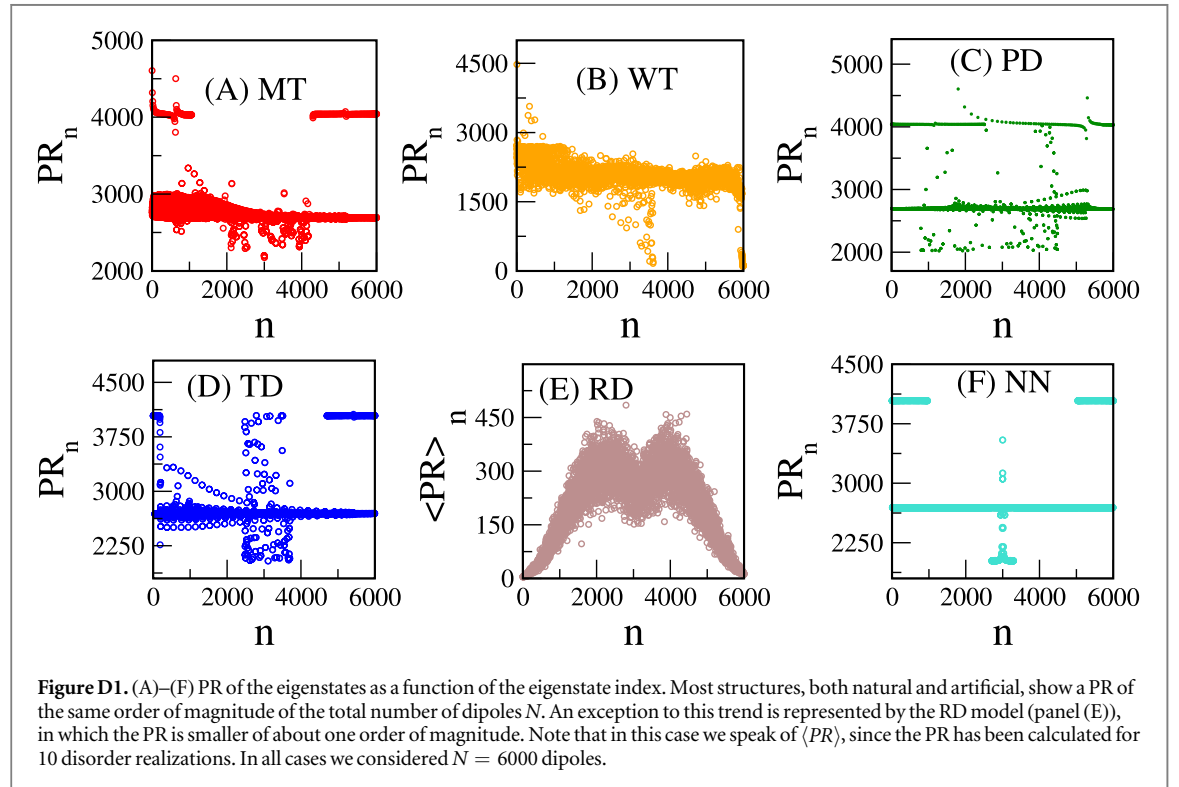 5000
4000
3000
2000
0
2000
4000
6000
PRn
n
(A) MT
4500
3000
1500
0
0
2000
4000
6000
PRn
n
(B) WT
5000
4000
3000
2000
0
2000
4000
6000
PRn
n
(C) PD
4500
3750
3000
2250
0
2000
4000
6000
PRn
n
(D) TD
450
300
150
0
0
2000
4000
6000
<PR>n
n
(E) RD
4500
3750
3000
2250
0
2000
4000
6000
PRn
n
(F) NN
Figure D1. (A)–(F) PR of the eigenstates as a function of the eigenstate index. Most structures, both natural and artificial, show a PR of
the same order of magnitude of the total number of dipoles N. An exception to this trend is represented by the RD model (panel (E)),
in which the PR is smaller of about one order of magnitude. Note that in this case we speak of ⟨PR⟩, since the PR has been calculated for
10 disorder realizations. In all cases we considered N = 6000 dipoles.